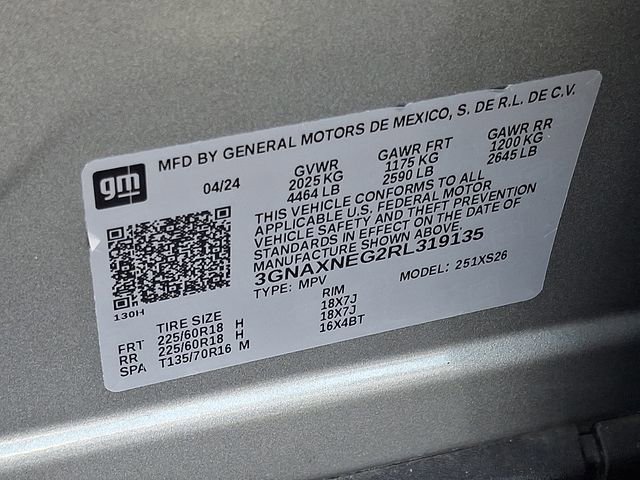 gm
MFD BY GENERAL MOTORS DE MEXICO, S. DE R.L. DE C.V.
04/24
GVWR
2025 KG
4464 LB
GAWR FRT
1175 KG
2590 LB
GAWR RR
1200 KG
2645 LB
THIS VEHICLE CONFORMS TO ALL
APPLICABLE U.S. FEDERAL MOTOR
VEHICLE SAFETY AND THEFT PREVENTION
STANDARDS IN EFFECT ON THE DATE OF
MANUFACTURE SHOWN ABOVE.
3GNAXNEG2RL319135
TYPE: MPV MODEL: 251XS26
130H
TIRE SIZE RIM
FRT 225/60R18 H 18X7J
RR 225/60R18 H 18X7J
SPA T135/70R16 M 16X4BT